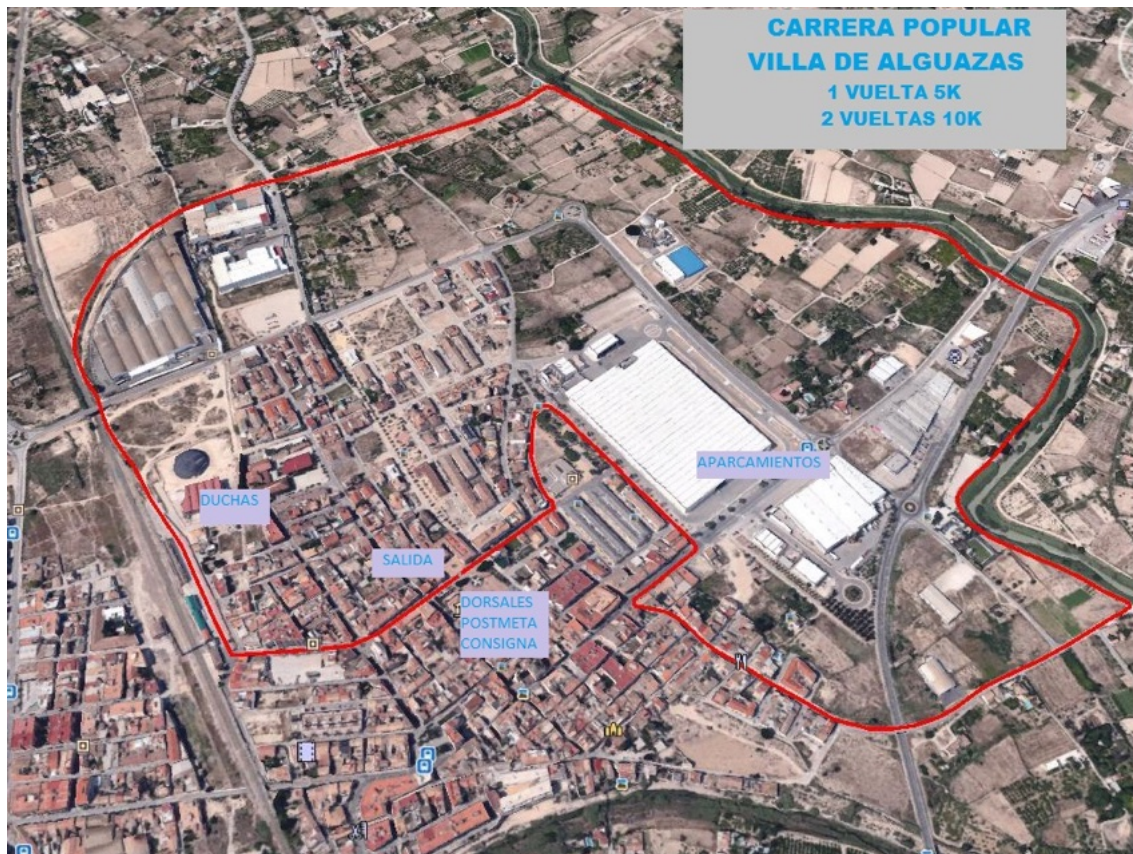 CARRERA POPULAR
VILLA DE ALGUAZAS
1 VUELTA 5K
2 VUELTAS 10K
APARCAMIENTOS
DUCHAS
SALIDA
DORSALES
POSTMETA
CONSIGNA